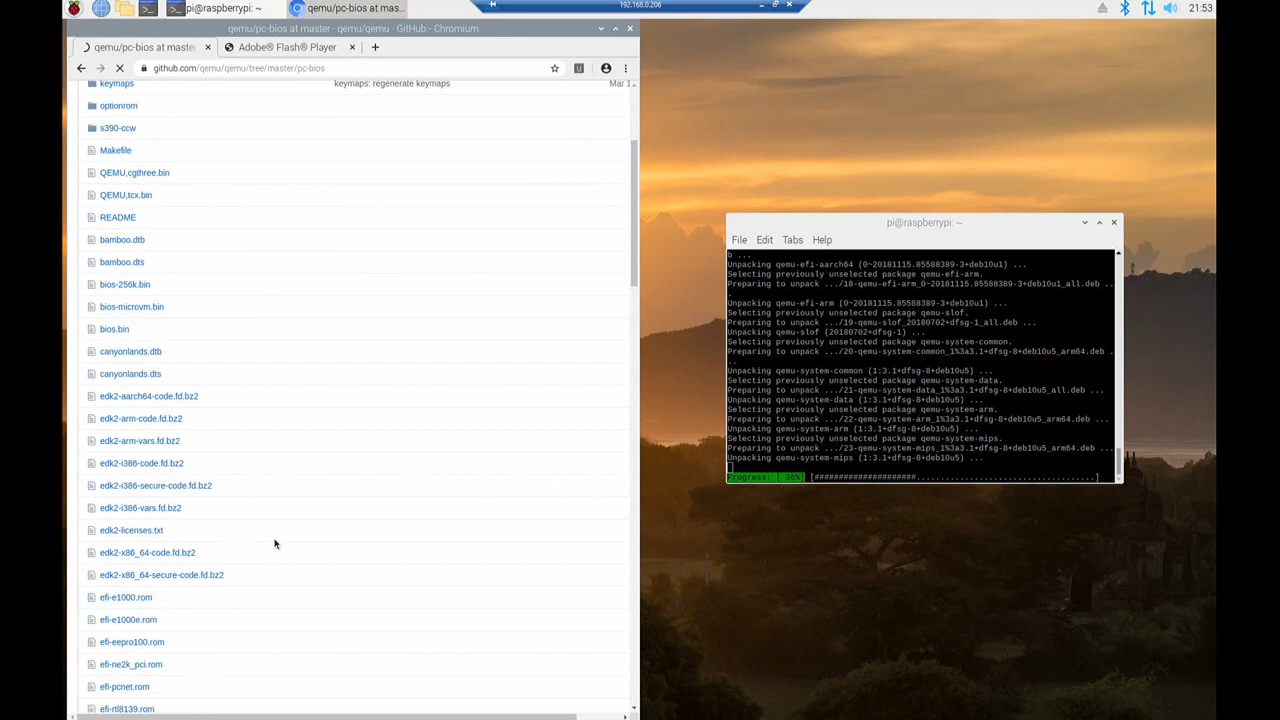 pi@raspberrypi: ~
qemu/pc-bios at mas...
192.168.0.206
21:53
qemu/pc-bios at master · qemu/qemu · GitHub - Chromium
qemu/pc-bios at master
Adobe® Flash® Player
github.com/qemu/qemu/tree/master/pc-bios
keymaps
keymaps: regenerate keymaps
Mar 1
optionrom
s390-ccw
Makefile
QEMU,cgthree.bin
QEMU,tcx.bin
README
bamboo.dtb
bamboo.dts
bios-256k.bin
bios-microvm.bin
bios.bin
canyonlands.dtb
canyonlands.dts
edk2-aarch64-code.fd.bz2
edk2-arm-code.fd.bz2
edk2-arm-vars.fd.bz2
edk2-i386-code.fd.bz2
edk2-i386-secure-code.fd.bz2
edk2-i386-vars.fd.bz2
edk2-licenses.txt
edk2-x86_64-code.fd.bz2
edk2-x86_64-secure-code.fd.bz2
efi-e1000.rom
efi-e1000e.rom
efi-eepro100.rom
efi-ne2k_pci.rom
efi-pcnet.rom
efi-rtl8139.rom
pi@raspberrypi: ~
File Edit Tabs Help
b ...
Unpacking qemu-efi-aarch64 (0~20181115.85588389-3+deb10u1) ...
Selecting previously unselected package qemu-efi-arm.
Preparing to unpack .../18-qemu-efi-arm_0~20181115.85588389-3+deb10u1_all.deb ..
.
Unpacking qemu-efi-arm (0~20181115.85588389-3+deb10u1) ...
Selecting previously unselected package qemu-slof.
Preparing to unpack .../19-qemu-slof_20180702+dfsg-1_all.deb ...
Unpacking qemu-slof (20180702+dfsg-1) ...
Selecting previously unselected package qemu-system-common.
Preparing to unpack .../20-qemu-system-common_1%3a3.1+dfsg-8+deb10u5_arm64.deb .
..
Unpacking qemu-system-common (1:3.1+dfsg-8+deb10u5) ...
Selecting previously unselected package qemu-system-data.
Preparing to unpack .../21-qemu-system-data_1%3a3.1+dfsg-8+deb10u5_all.deb ...
Unpacking qemu-system-data (1:3.1+dfsg-8+deb10u5) ...
Selecting previously unselected package qemu-system-arm.
Preparing to unpack .../22-qemu-system-arm_1%3a3.1+dfsg-8+deb10u5_arm64.deb ...
Unpacking qemu-system-arm (1:3.1+dfsg-8+deb10u5) ...
Selecting previously unselected package qemu-system-mips.
Preparing to unpack .../23-qemu-system-mips_1%3a3.1+dfsg-8+deb10u5_arm64.deb ...
Unpacking qemu-system-mips (1:3.1+dfsg-8+deb10u5) ...
Progress: [ 36%] [#####################.....................................]